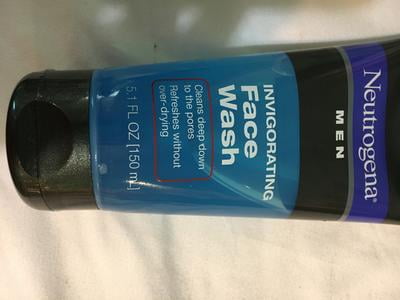 Neutrogena®
MEN
INVIGORATING
Face
Wash
Cleans deep down
to the pores
Refreshes without
over-drying
5.1 FL OZ [150 mL]